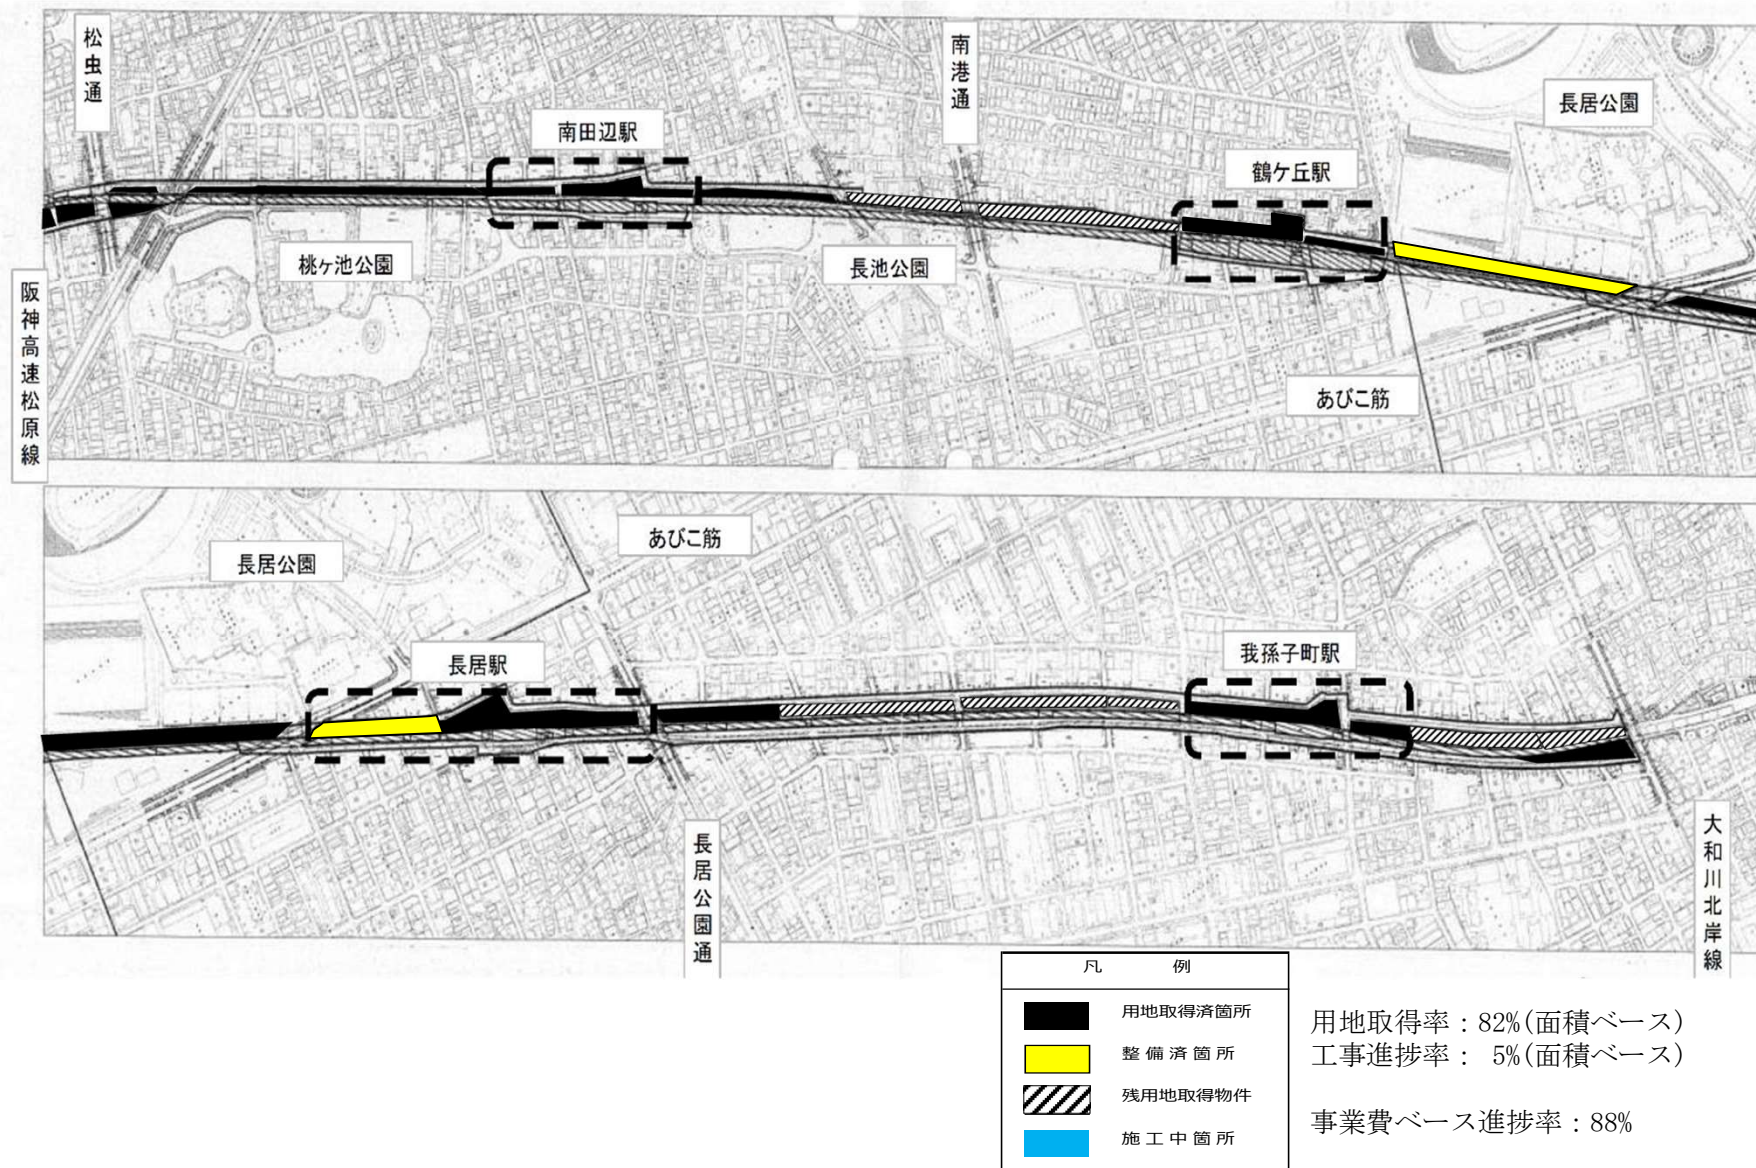 松虫通
南港通
長居公園
南田辺駅
鶴ケ丘駅
桃ヶ池公園
長池公園
阪神高速松原線
あびこ筋
あびこ筋
長居公園
長居駅
我孫子町駅
長居公園通
大和川北岸線
凡 例
用地取得済箇所
整備済箇所
残用地取得物件
施工中箇所
用地取得率：82%(面積ベース)
工事進捗率： 5%(面積ベース)
事業費ベース進捗率：88%